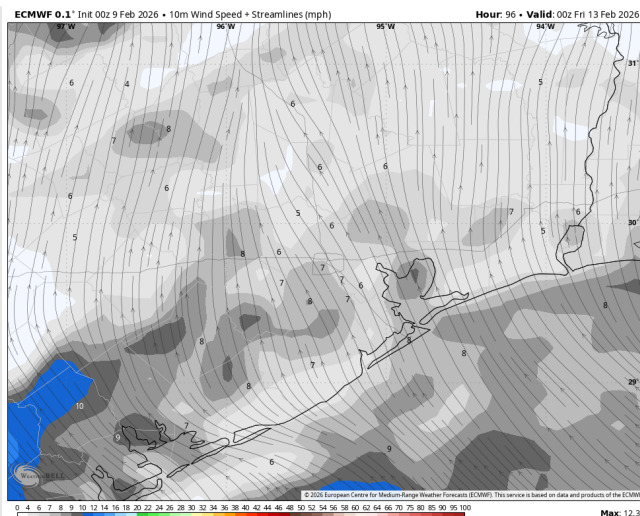 ECMWF 0.1° Init 00z 9 Feb 2026 • 10m Wind Speed + Streamlines (mph)
Hour: 96 • Valid: 00z Fri 13 Feb 2026
97°W 96°W 95°W 94°W
31°
6 4 6 5
7 8
6 6
6
5 6 7 6
30°
5 5
8 6 7
7 7 6
8 7 8
8 8 8
7
29°
8
10
7
9 9
6
WeatherBELL
© 2026 European Centre for Medium-Range Weather Forecasts (ECMWF). This service is based on data and products of the ECMWF
0 4 6 7 8 9 10 12 14 16 18 20 22 24 26 28 30 32 34 36 38 40 42 44 46 48 50 52 54 56 58 60 65 70 75 80 85 90 95 100
Max: 12.3